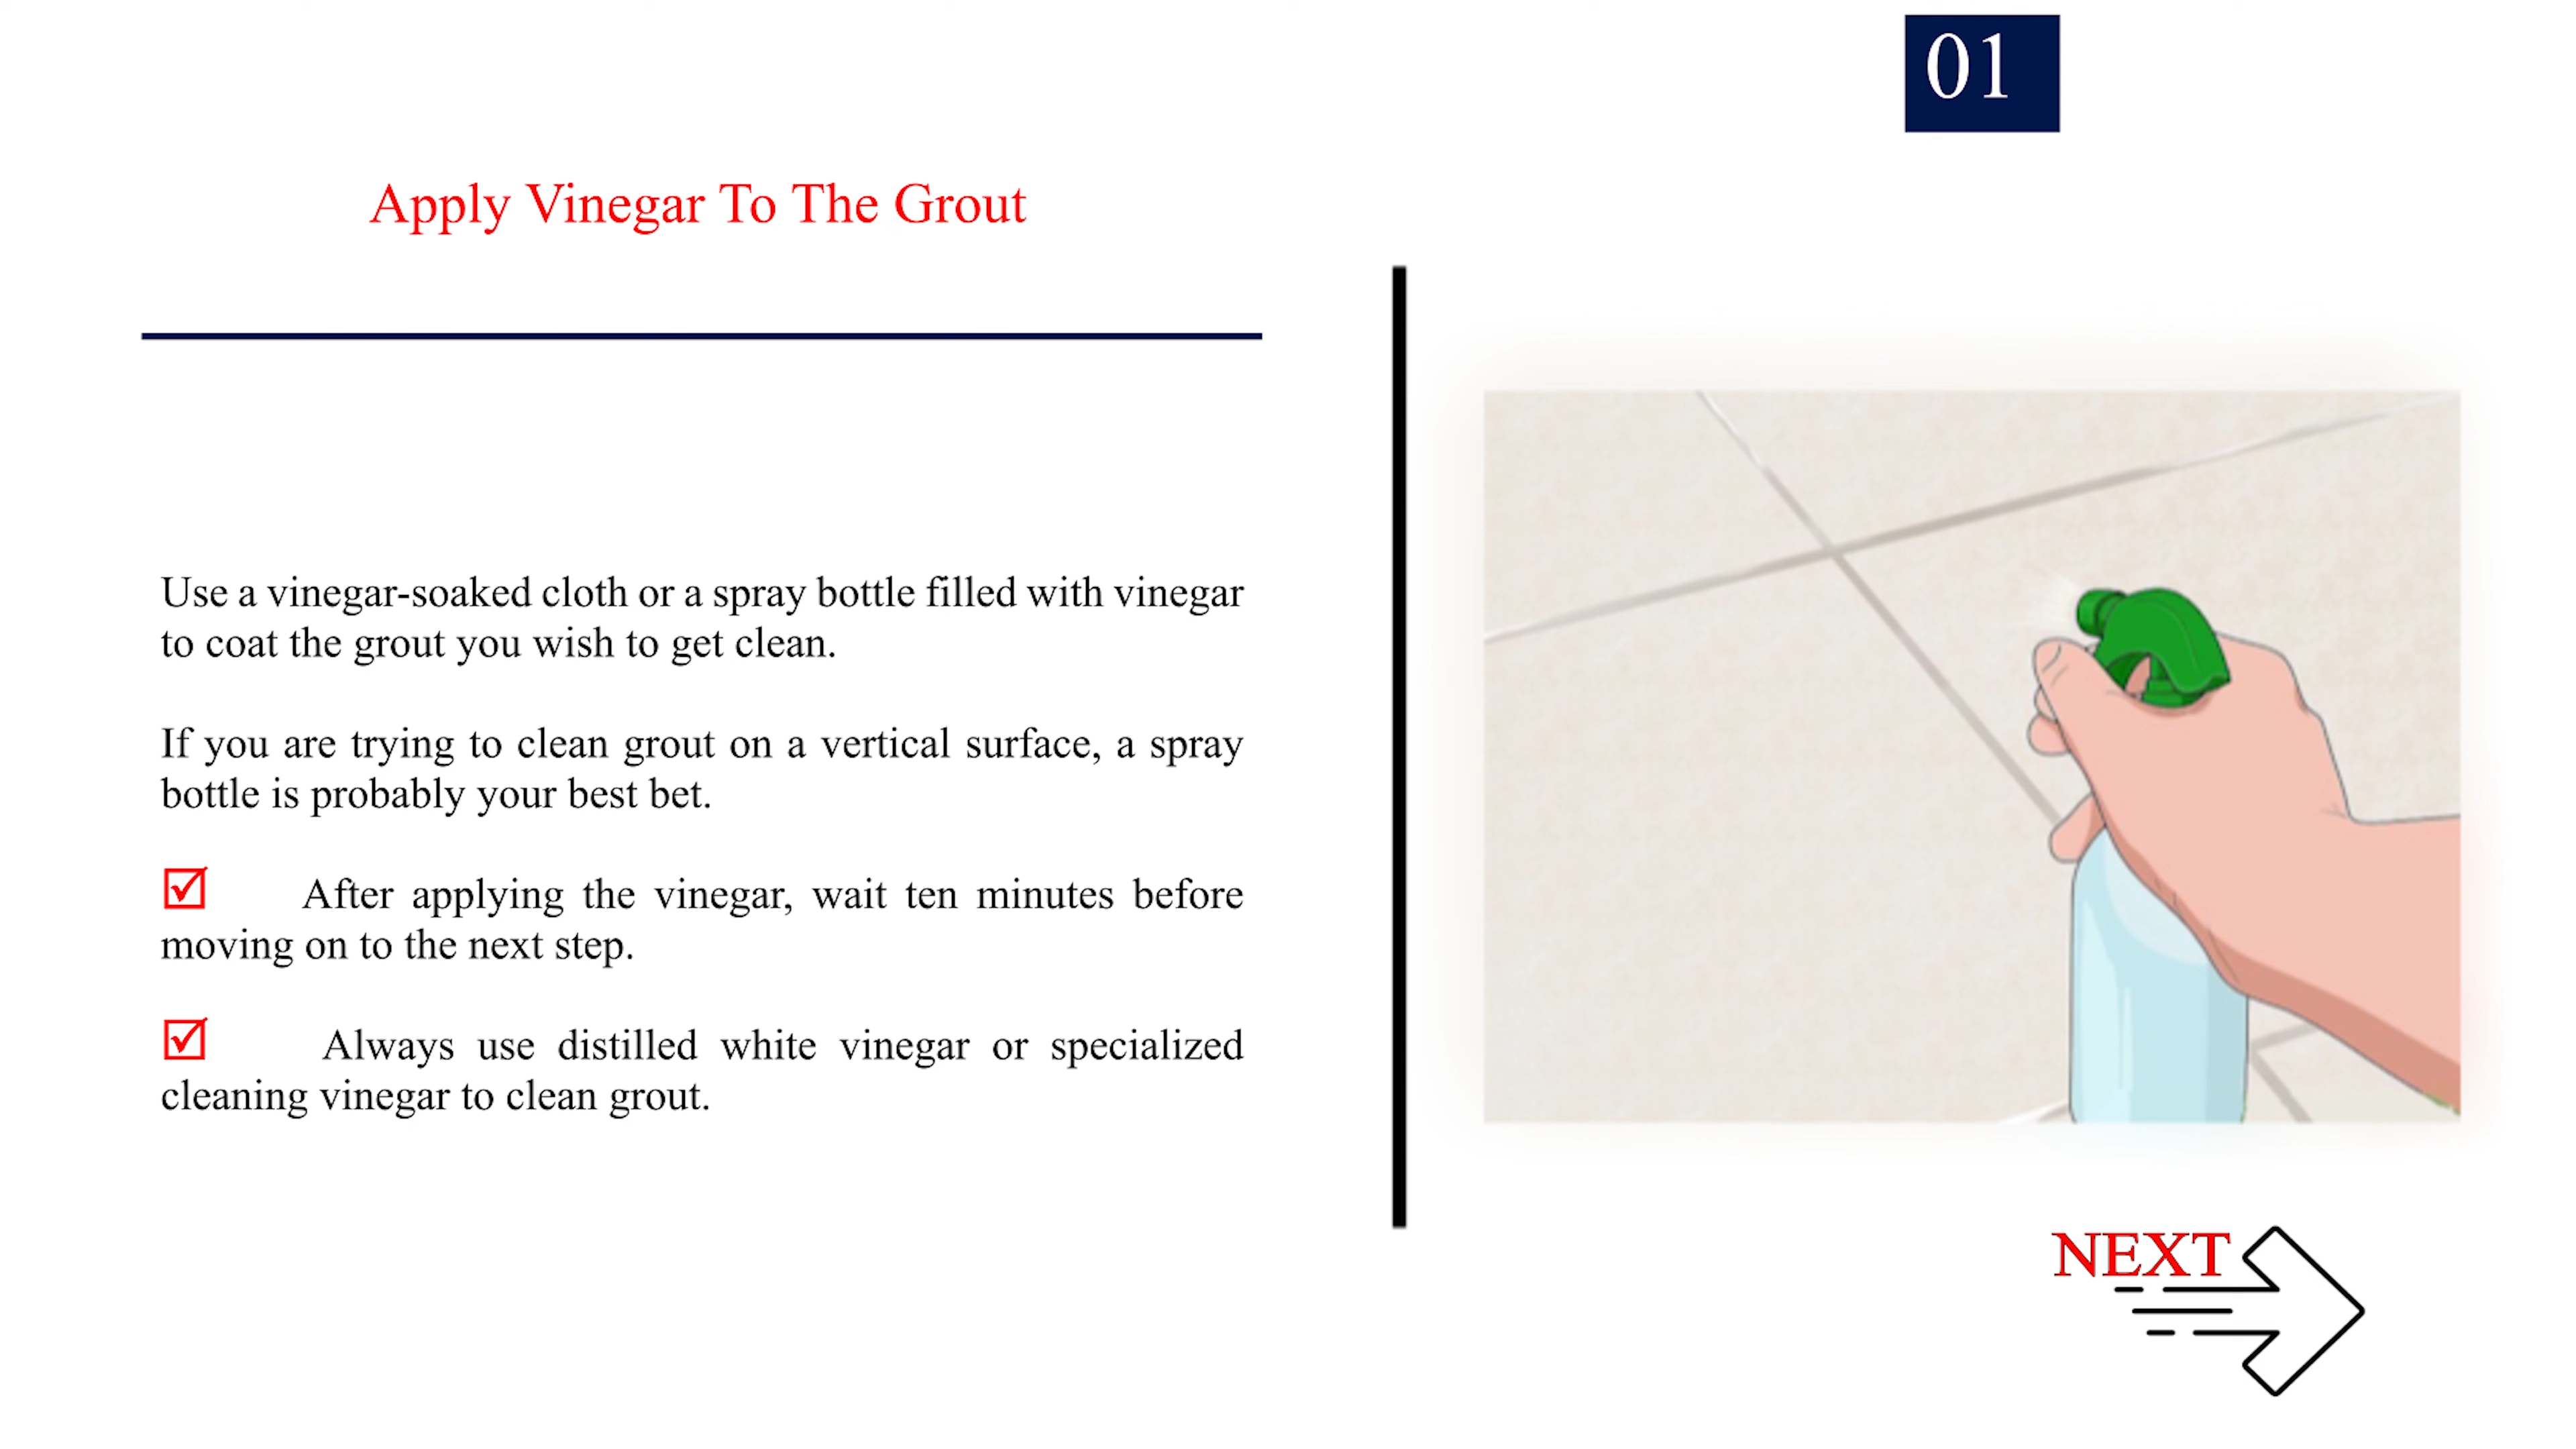 01
Apply Vinegar To The Grout
Use a vinegar-soaked cloth or a spray bottle filled with vinegar
to coat the grout you wish to get clean.
If you are trying to clean grout on a vertical surface, a spray
bottle is probably your best bet.
After applying the vinegar, wait ten minutes before
moving on to the next step.
Always use distilled white vinegar or specialized
cleaning vinegar to clean grout.
NEXT